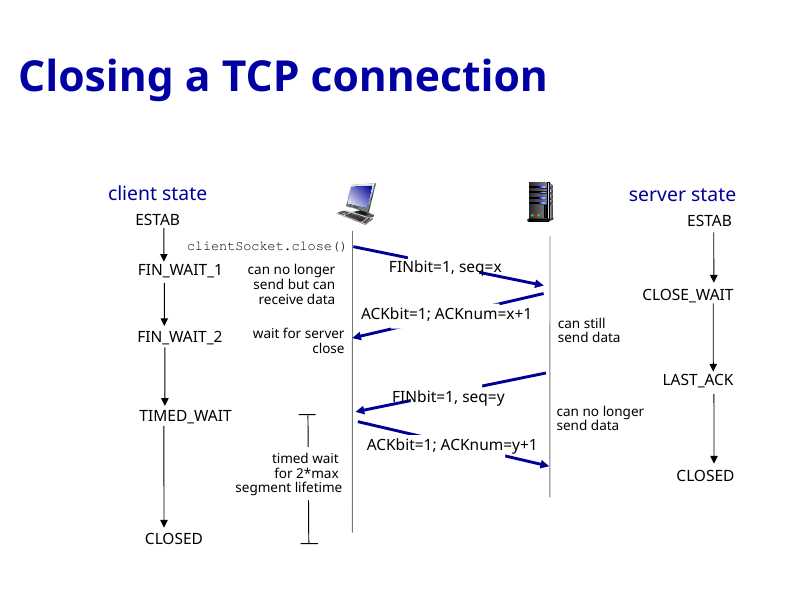 Closing a TCP connection
client state
server state
ESTAB
ESTAB
clientSocket.close()
FIN_WAIT_1
can no longer
send but can
receive data
FINbit=1, seq=x
CLOSE_WAIT
ACKbit=1; ACKnum=x+1
can still
send data
FIN_WAIT_2
wait for server
close
LAST_ACK
FINbit=1, seq=y
can no longer
send data
TIMED_WAIT
ACKbit=1; ACKnum=y+1
timed wait
for 2*max
segment lifetime
CLOSED
CLOSED